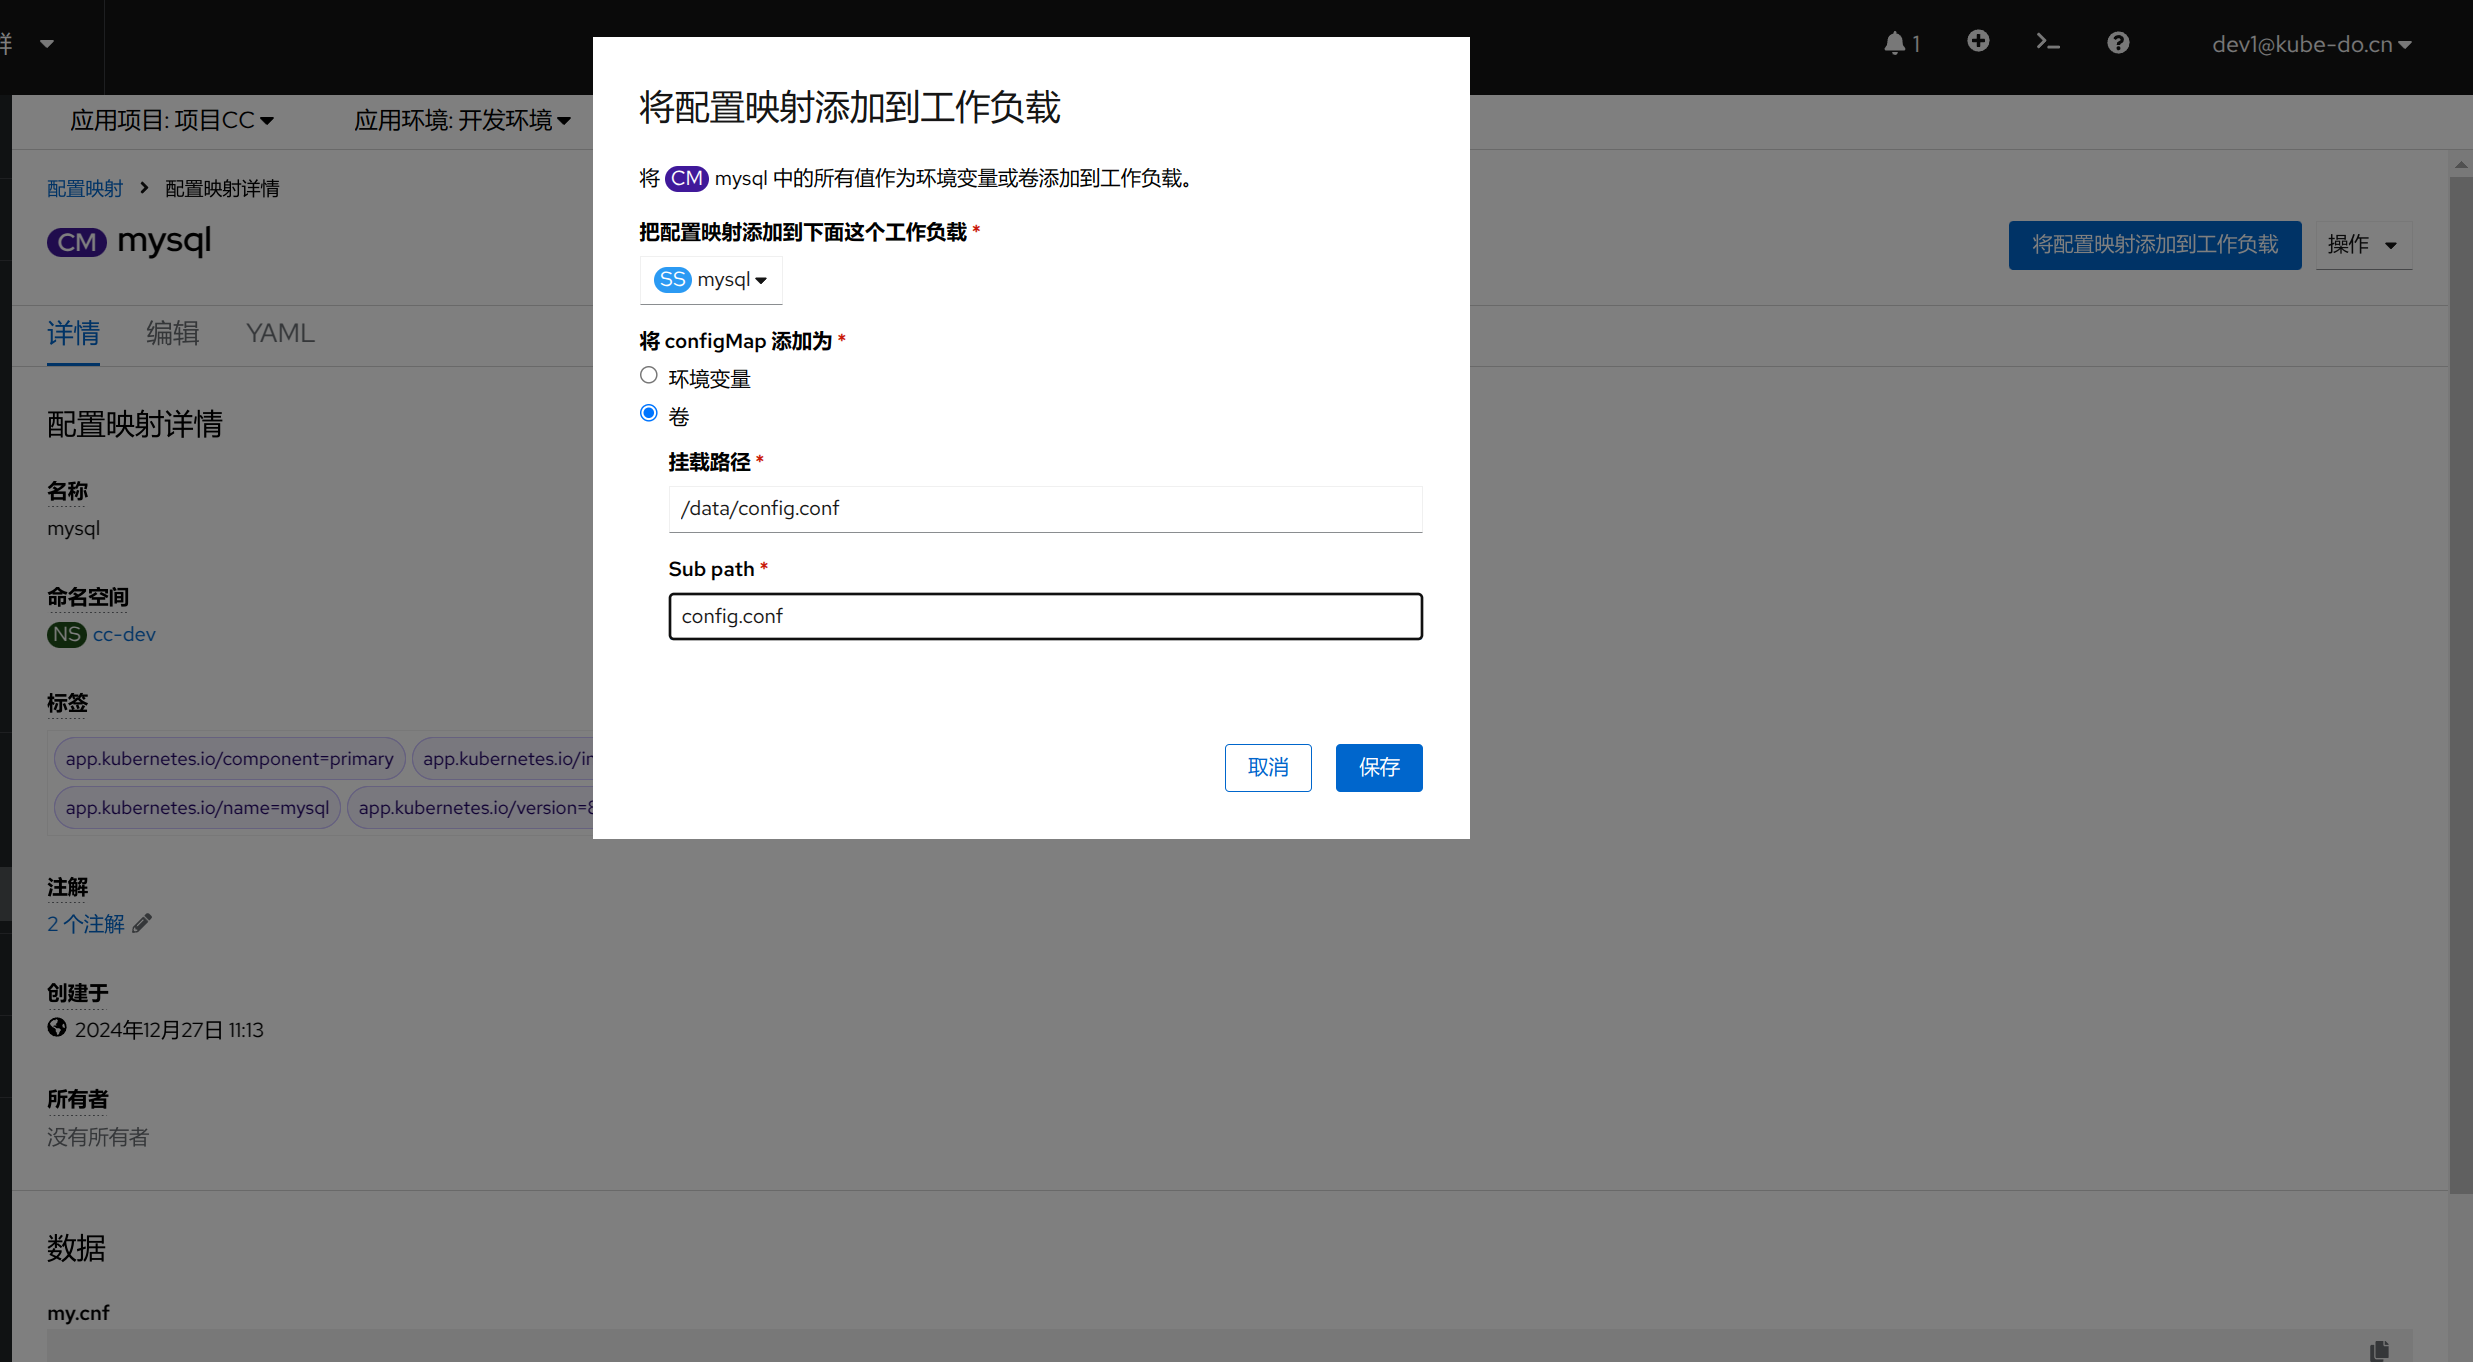 样
1
dev1@kube-do.cn
应用项目: 项目CC
应用环境: 开发环境
配置映射 配置映射详情
CM mysql
将配置映射添加到工作负载
操作
详情
编辑
YAML
配置映射详情
名称
mysql
命名空间
NS cc-dev
标签
app.kubernetes.io/component=primary
app.kubernetes.io/in
app.kubernetes.io/name=mysql
app.kubernetes.io/version=8
注解
2 个注解
创建于
2024年12月27日 11:13
所有者
没有所有者
数据
my.cnf
将配置映射添加到工作负载
将 CM mysql 中的所有值作为环境变量或卷添加到工作负载。
把配置映射添加到下面这个工作负载 *
SS mysql
将 configMap 添加为 *
环境变量
卷
挂载路径 *
/data/config.conf
Sub path *
config.conf
取消
保存